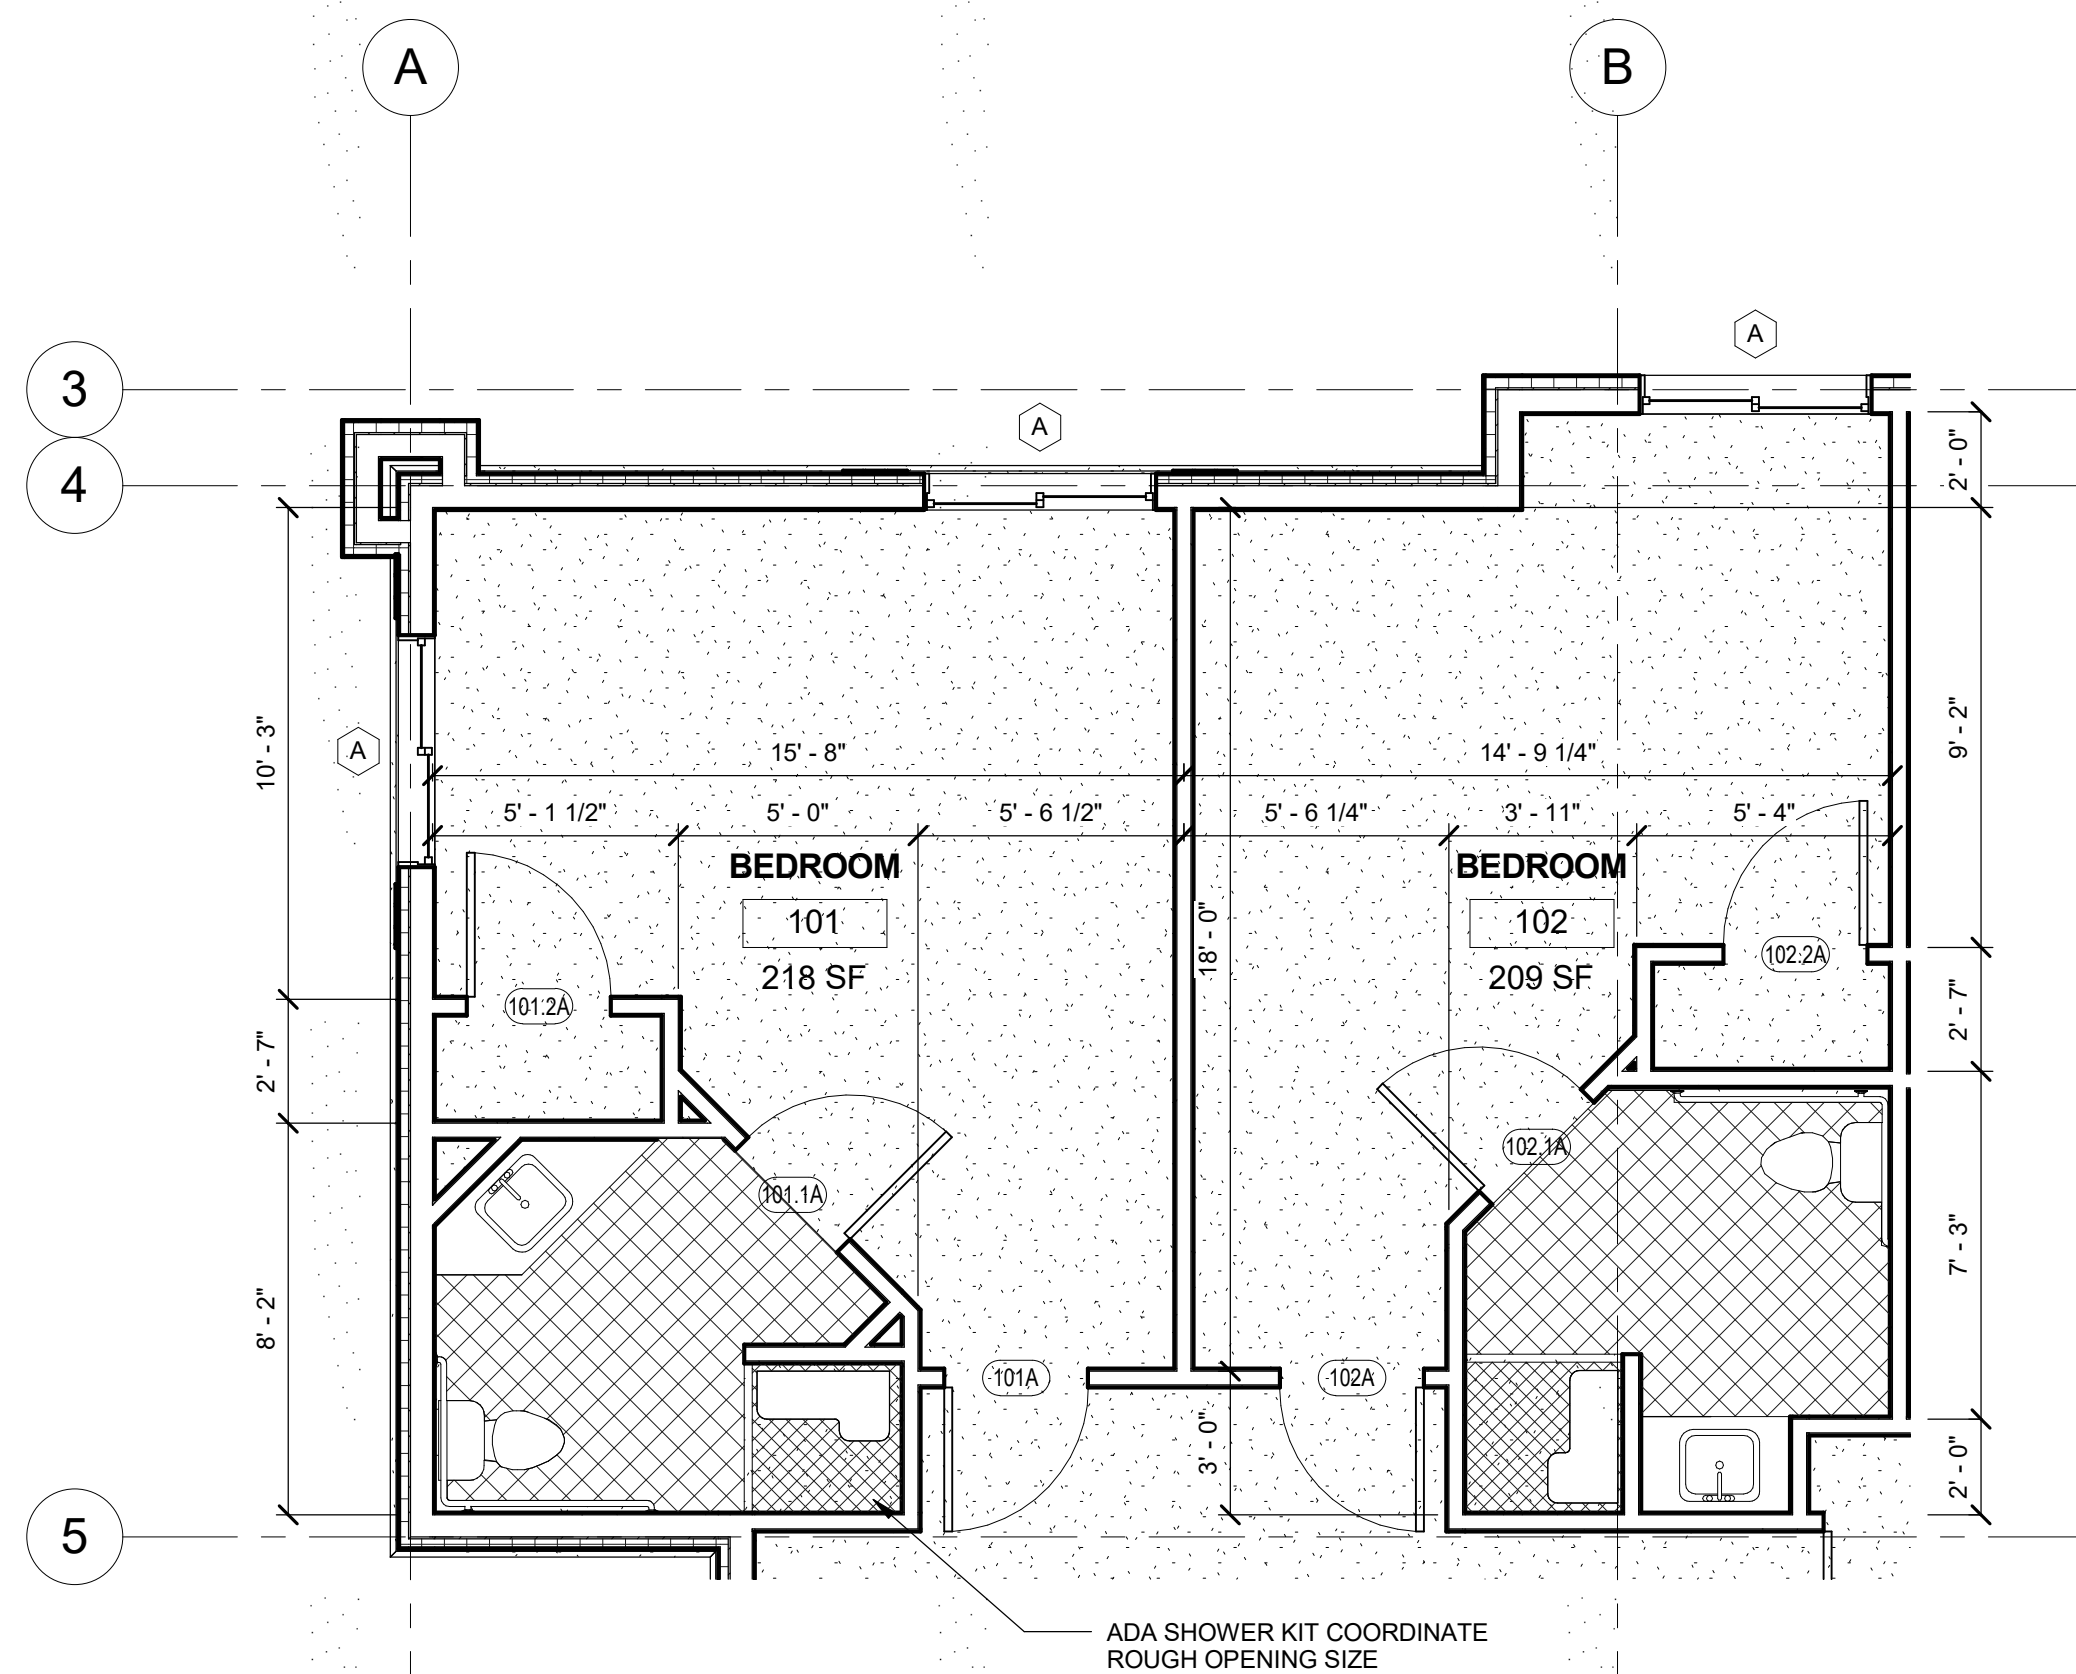 A
B
3
4
5
A
A
A
2' - 0"
10' - 3"
9' - 2"
15' - 8"
14' - 9 1/4"
5' - 1 1/2"
5' - 0"
5' - 6 1/2"
5' - 6 1/4"
3' - 11"
5' - 4"
BEDROOM
101
218 SF
BEDROOM
102
209 SF
18' - 0"
101.2A
102.2A
2' - 7"
2' - 7"
101.1A
102.1A
8' - 2"
7' - 3"
101A
102A
3' - 0"
2' - 0"
ADA SHOWER KIT COORDINATE
ROUGH OPENING SIZE